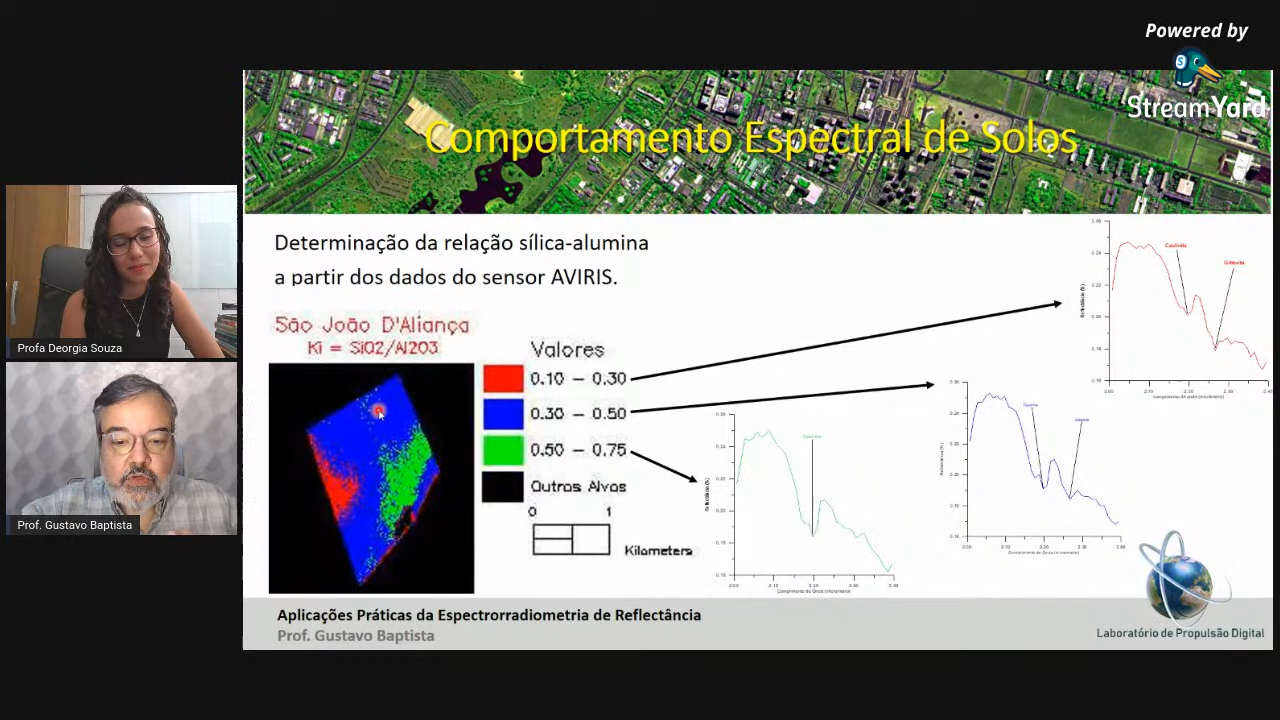 Powered by
StreamYard
Comportamento Espectral de Solos
Determinação da relação sílica-alumina
a partir dos dados do sensor AVIRIS.
São João D'Aliança
Ki = SiO2/Al2O3
Valores
0.10 – 0.30
0.30 – 0.50
0.50 – 0.75
Outros Alvos
0 1
Kilometers
Caulinita
Gibbsita
Profa Deorgia Souza
Prof. Gustavo Baptista
Aplicações Práticas da Espectrorradiometria de Reflectância
Prof. Gustavo Baptista
Laboratório de Propulsão Digital